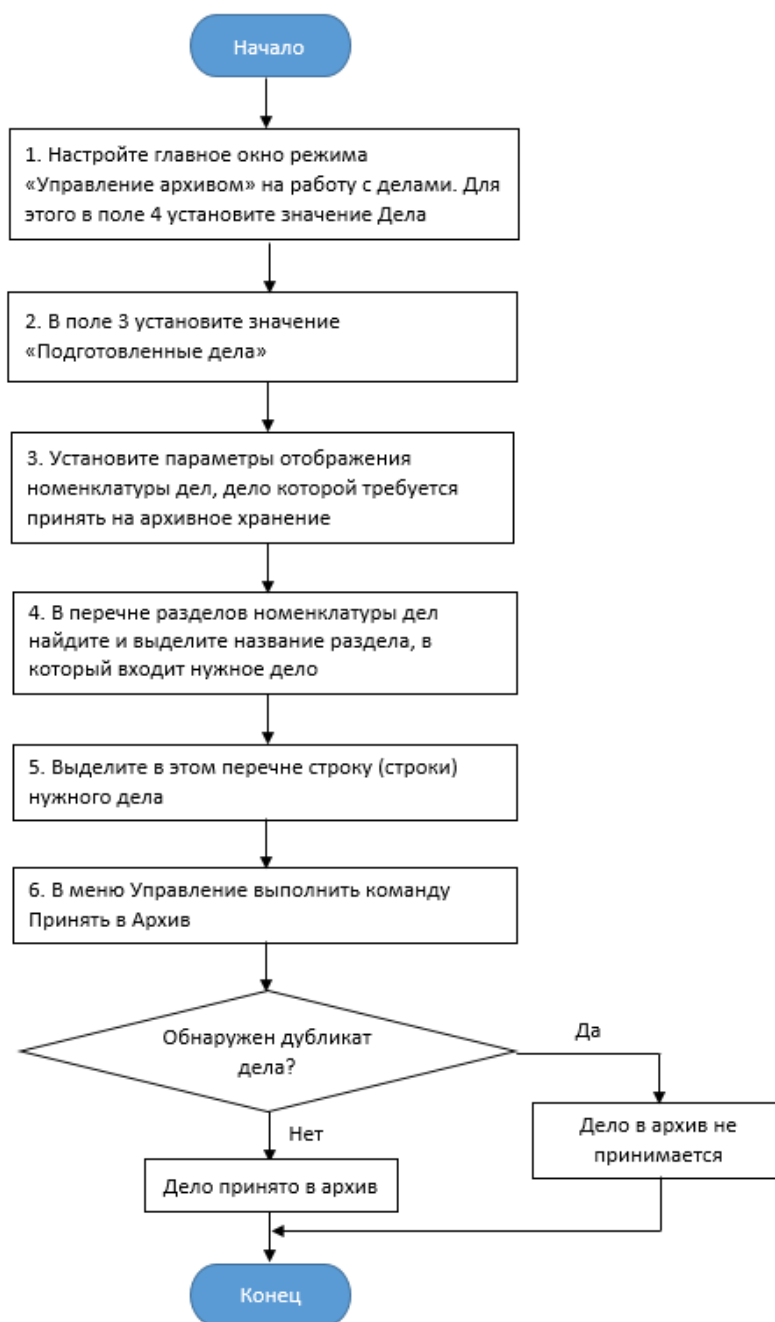 Начало
1. Настройте главное окно режима
«Управление архивом» на работу с делами. Для
этого в поле 4 установите значение Дела
2. В поле 3 установите значение
«Подготовленные дела»
3. Установите параметры отображения
номенклатуры дел, дело которой требуется
принять на архивное хранение
4. В перечне разделов номенклатуры дел
найдите и выделите название раздела, в
который входит нужное дело
5. Выделите в этом перечне строку (строки)
нужного дела
6. В меню Управление выполнить команду
Принять в Архив
Обнаружен дубликат
дела?
Да
Нет
Дело в архив не
принимается
Дело принято в архив
Конец